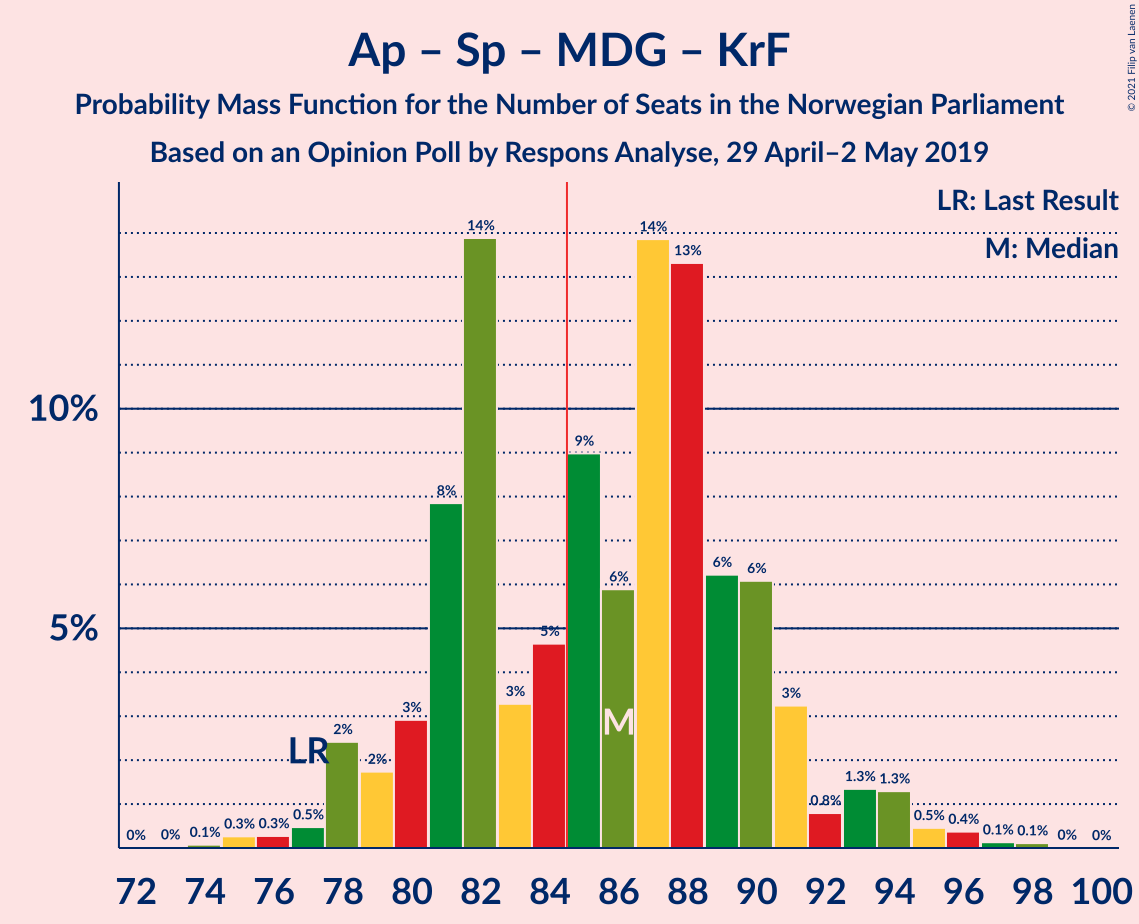 Ap – Sp – MDG – KrF
Probability Mass Function for the Number of Seats in the Norwegian Parliament
Based on an Opinion Poll by Respons Analyse, 29 April–2 May 2019
© 2021 Filip van Laenen
LR: Last Result
M: Median
10%
5%
0% 0% 0.1% 0.3% 0.3% 0.5% 2% 2% 3% 8% 14% 3% 5% 9% 6% 14% 13% 6% 6% 3% 0.8% 1.3% 1.3% 0.5% 0.4% 0.1% 0.1% 0% 0%
LR
M
72 74 76 78 80 82 84 86 88 90 92 94 96 98 100